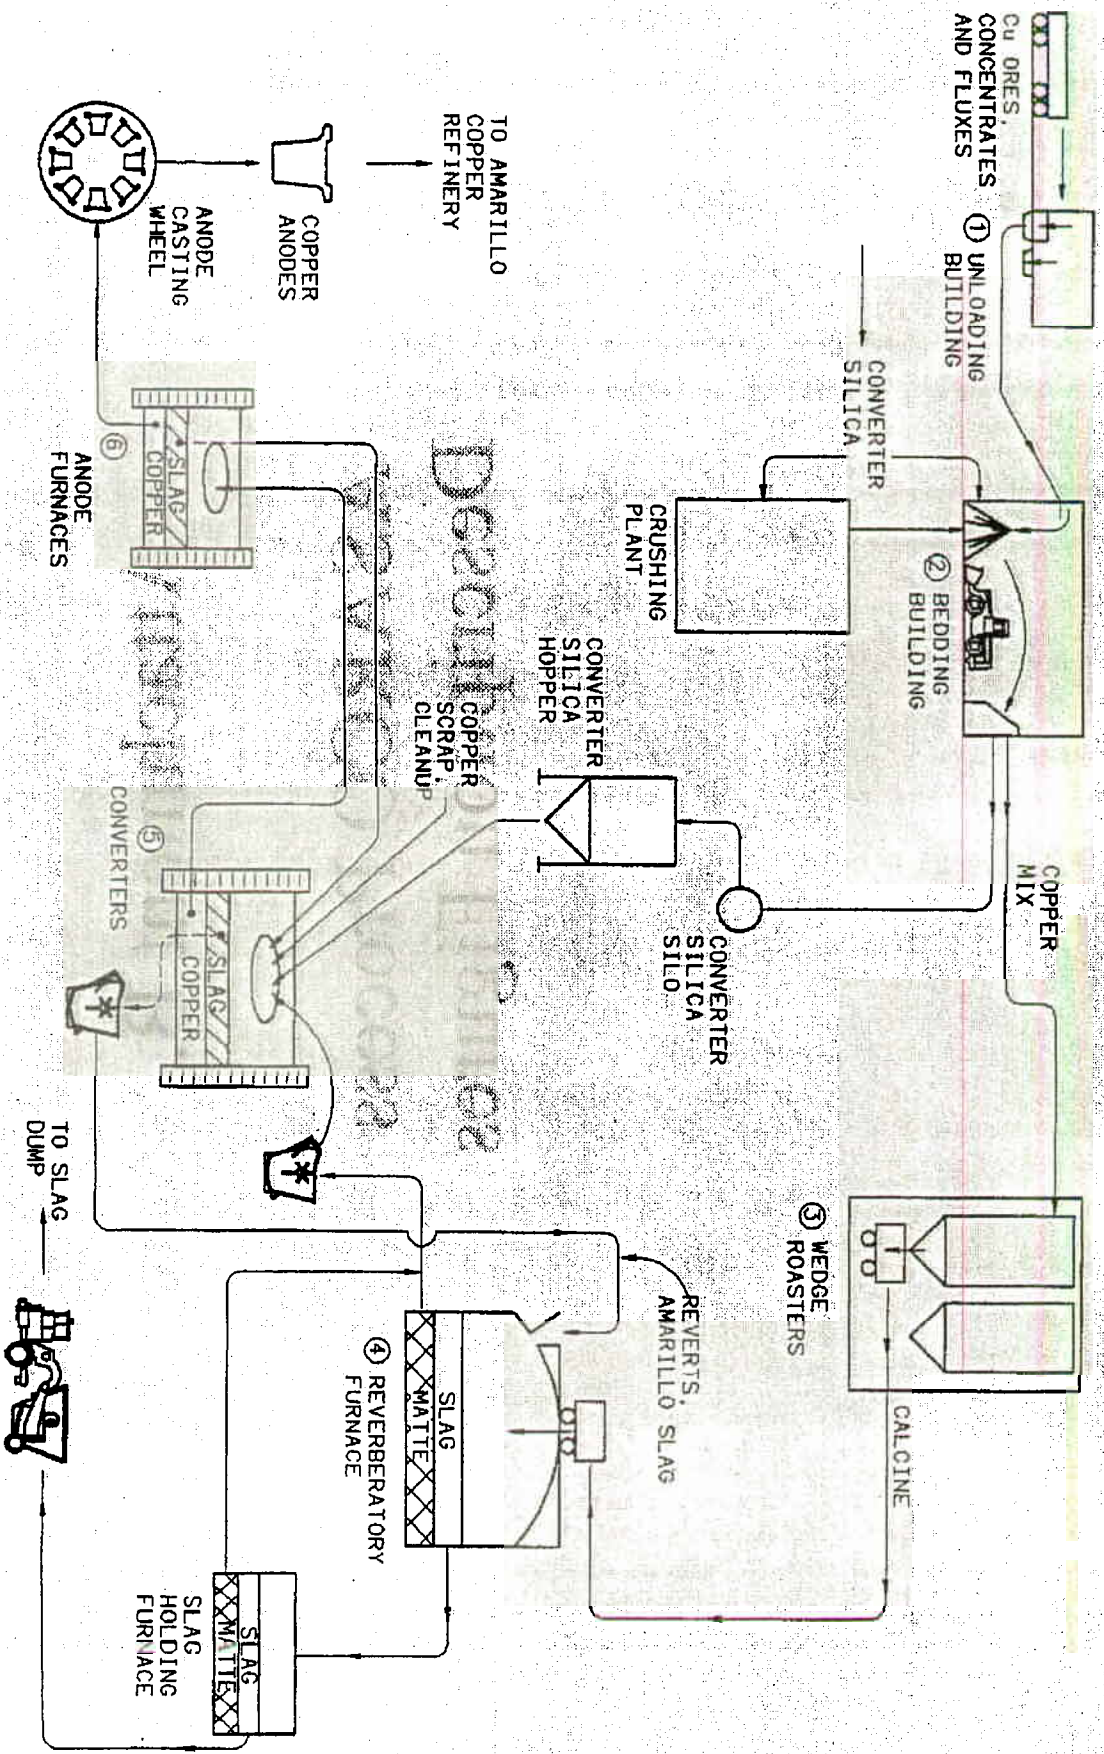 Cu ORES,
CONCENTRATES
AND FLUXES
① UNLOADING
BUILDING
② BEDDING
BUILDING
COPPER
MIX
③ WEDGE
ROASTERS
CALCINE
CONVERTER
SILICA
CRUSHING
PLANT
CONVERTER
SILICA
HOPPER
CONVERTER
SILICA
SILO
REVERTS,
AMARILLO SLAG
TO AMARILLO
COPPER
REFINERY
COPPER
ANODES
ANODE
CASTING
WHEEL
COPPER
SCRAP,
CLEANUP
SLAG
COPPER
⑥
ANODE
FURNACES
SLAG
COPPER
⑤
CONVERTERS
SLAG
MATTE
④ REVERBERATORY
FURNACE
SLAG
MATTE
SLAG
HOLDING
FURNACE
TO SLAG
DUMP